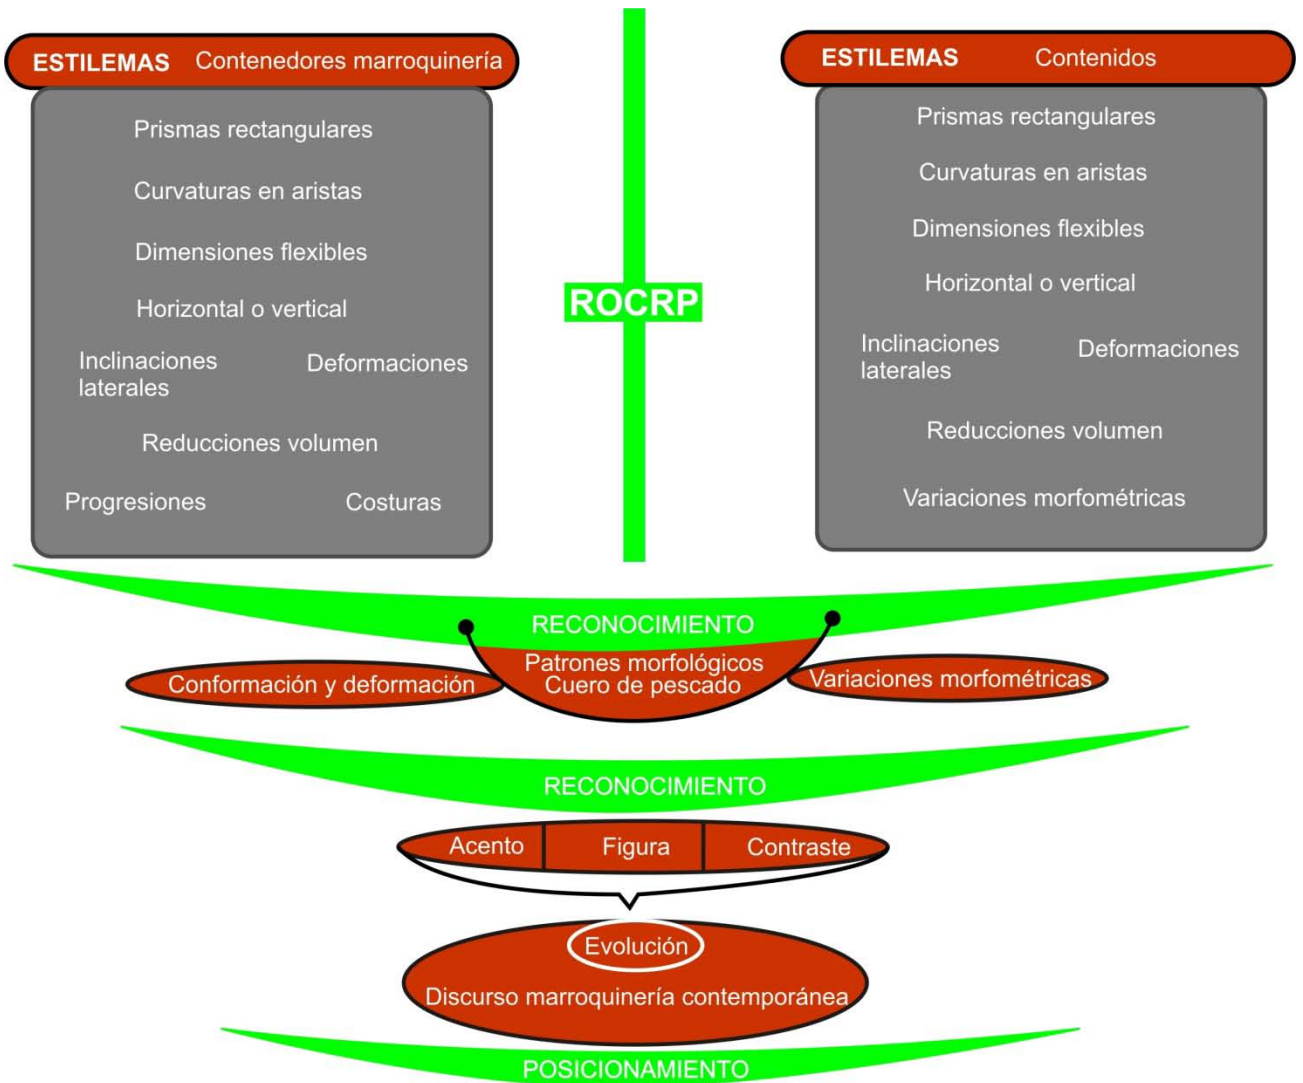 ESTILEMAS Contenedores marroquinería
Prismas rectangulares
Curvaturas en aristas
Dimensiones flexibles
Horizontal o vertical
Inclinaciones
laterales
Deformaciones
Reducciones volumen
Progresiones
Costuras
ROCRP
ESTILEMAS Contenidos
Prismas rectangulares
Curvaturas en aristas
Dimensiones flexibles
Horizontal o vertical
Inclinaciones
laterales
Deformaciones
Reducciones volumen
Variaciones morfométricas
RECONOCIMIENTO
Patrones morfológicos
Cuero de pescado
Conformación y deformación
Variaciones morfométricas
RECONOCIMIENTO
Acento
Figura
Contraste
Evolución
Discurso marroquinería contemporánea
POSICIONAMIENTO